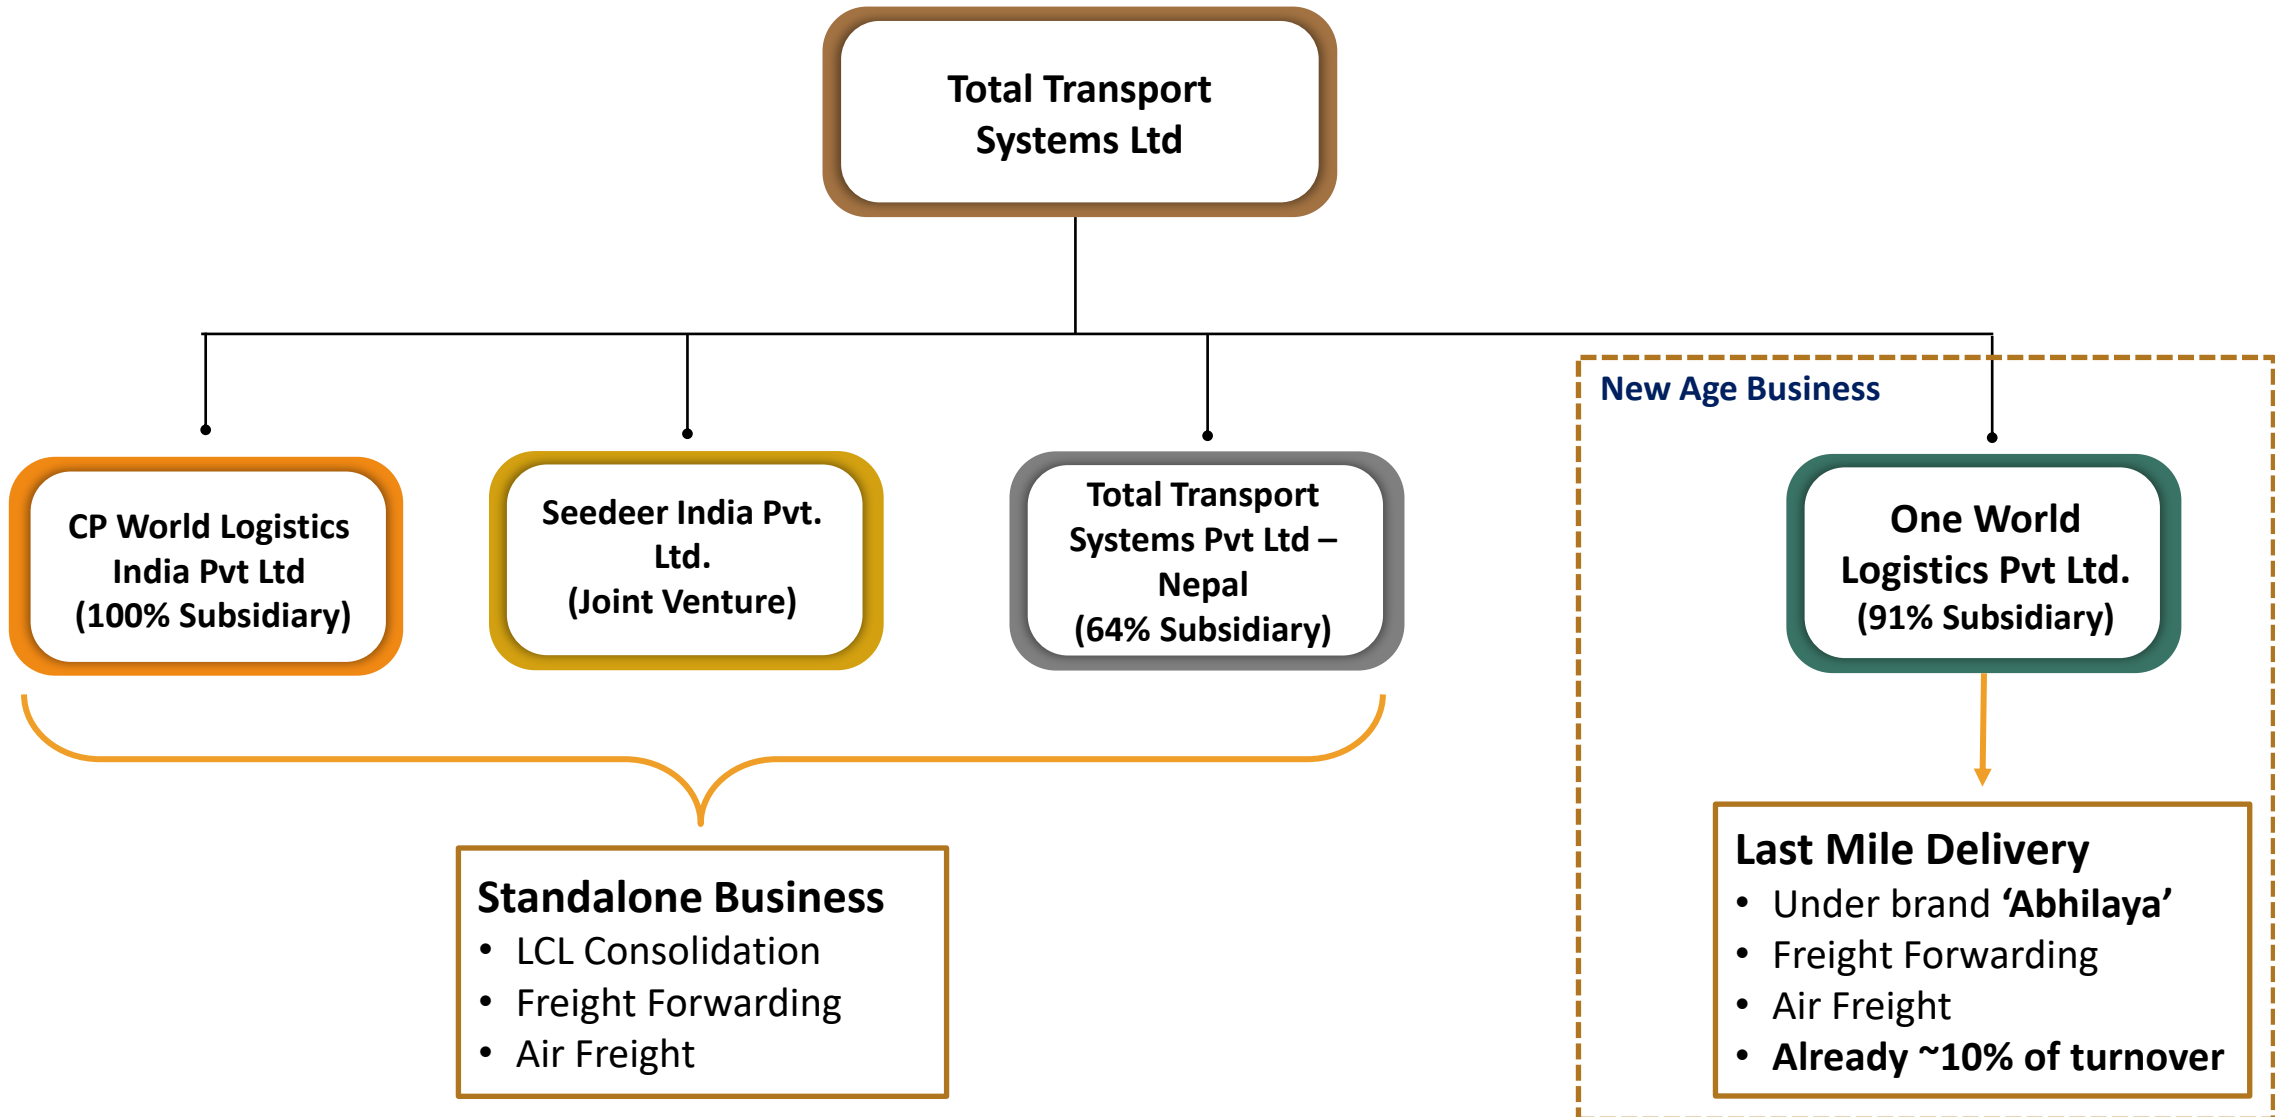 Total Transport
Systems Ltd
New Age Business
CP World Logistics
India Pvt Ltd
(100% Subsidiary)
Seedeer India Pvt.
Ltd.
(Joint Venture)
Total Transport
Systems Pvt Ltd –
Nepal
(64% Subsidiary)
One World
Logistics Pvt Ltd.
(91% Subsidiary)
Standalone Business
• LCL Consolidation
• Freight Forwarding
• Air Freight
Last Mile Delivery
• Under brand ‘Abhilaya’
• Freight Forwarding
• Air Freight
• Already ~10% of turnover